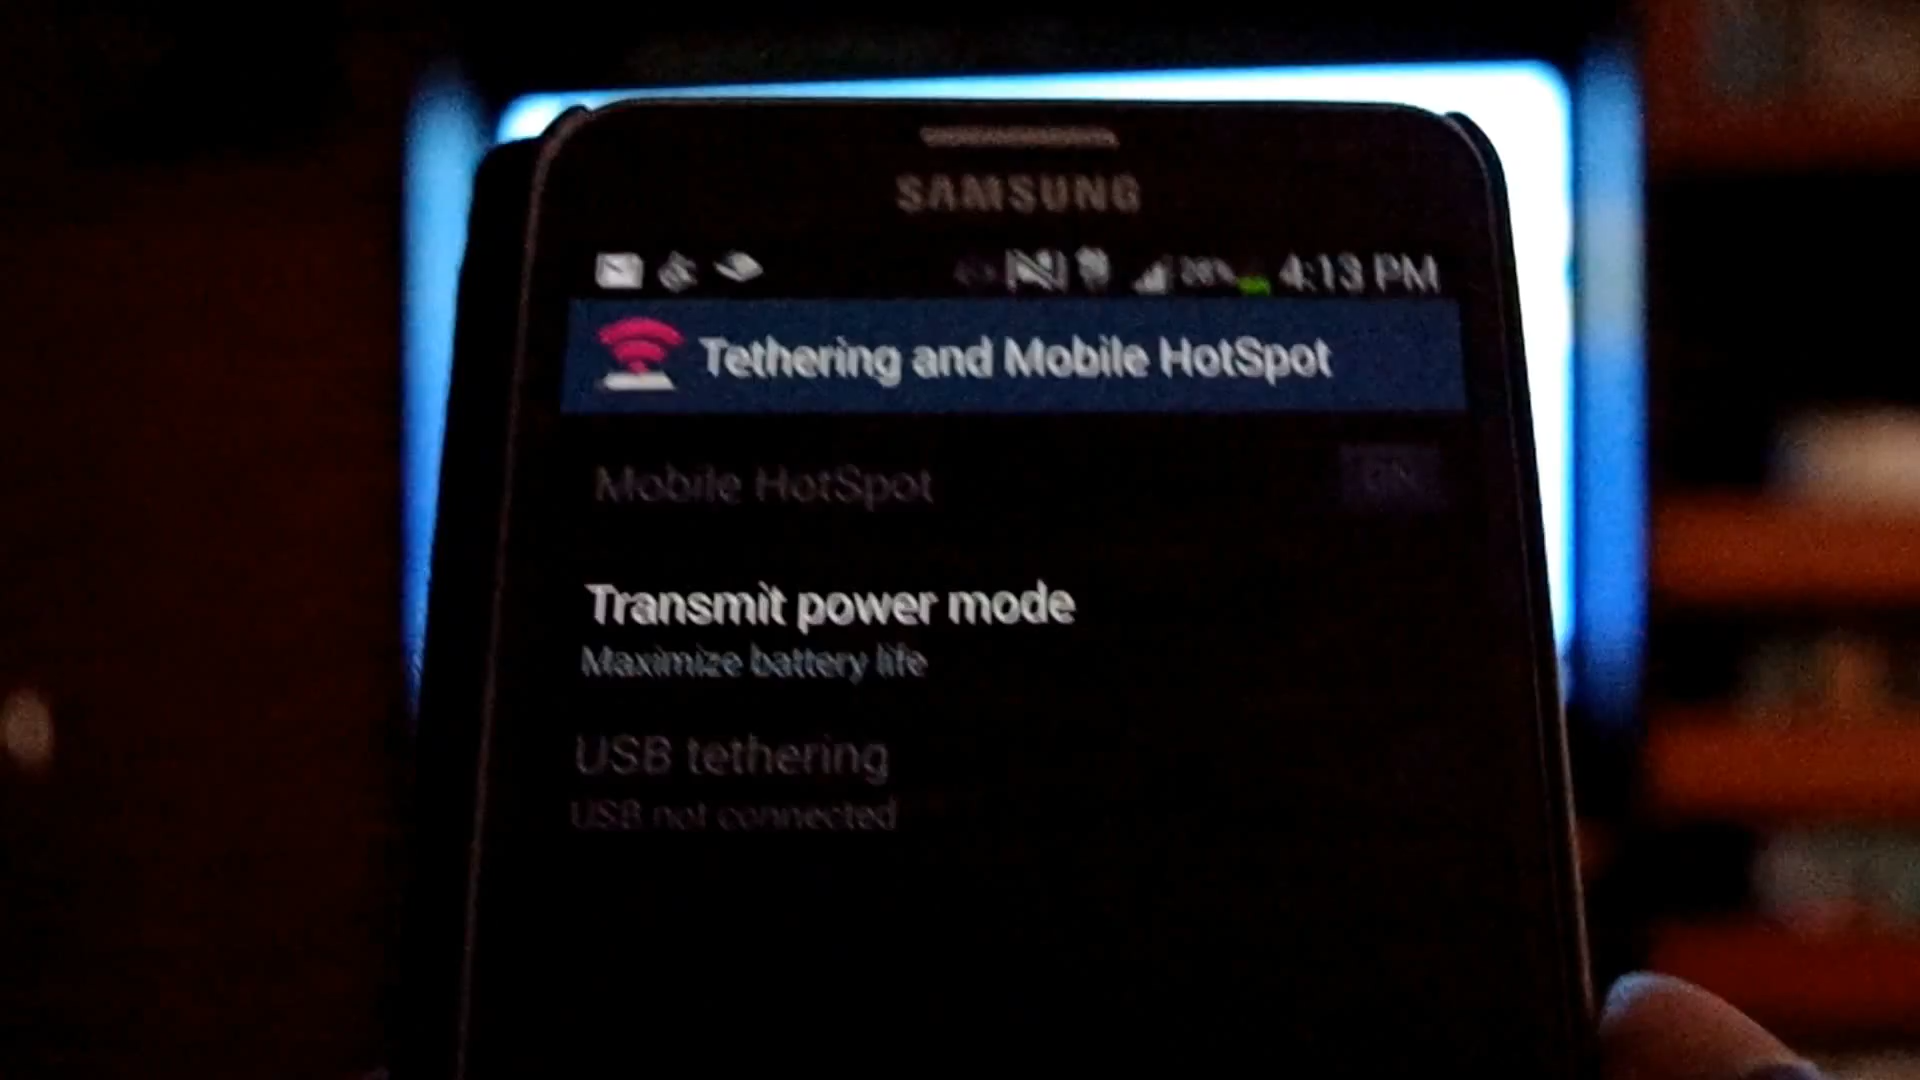 SAMSUNG
4:13 PM
Tethering and Mobile HotSpot
Mobile HotSpot
Transmit power mode
Maximize battery life
USB tethering
USB not connected